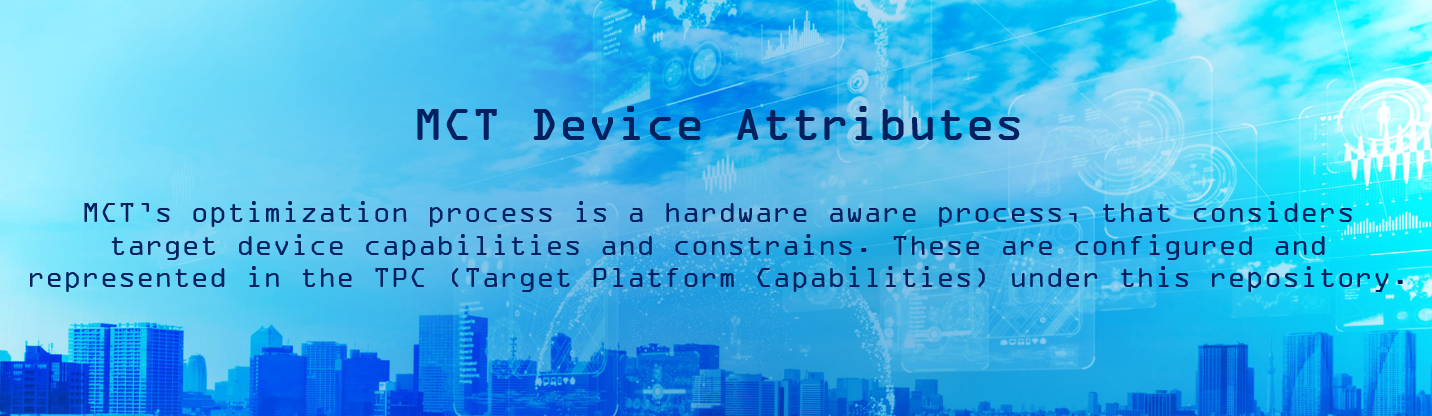 MCT Device Attributes
MCT's optimization process is a hardware aware process, that considers
target device capabilities and constrains. These are configured and
represented in the TPC (Target Platform Capabilities) under this repository.